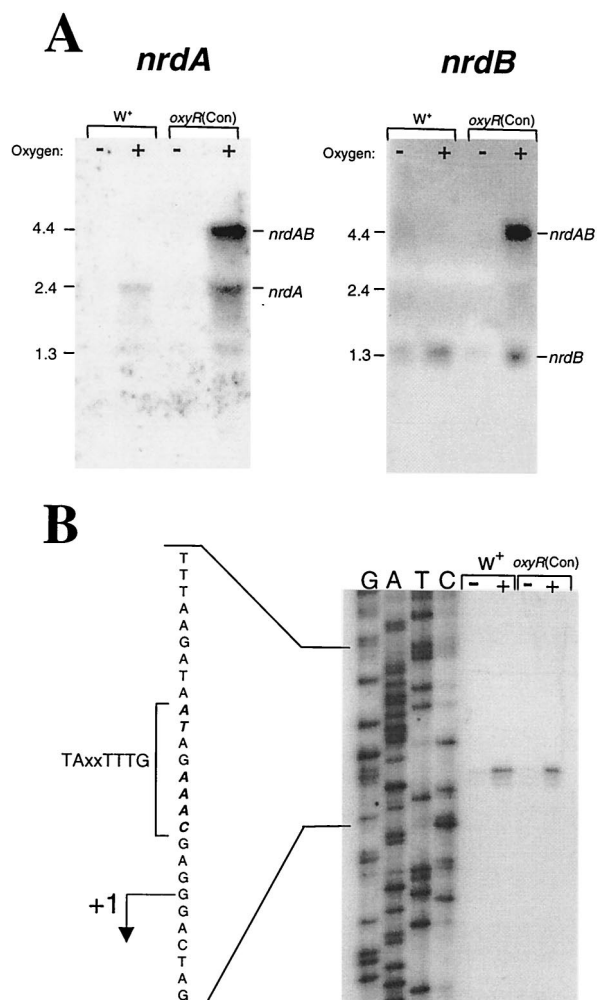 A
nrdA
nrdB
W+ oxyR(Con)
Oxygen: - + - +
4.4 nrdAB
2.4 nrdA
1.3
W+ oxyR(Con)
Oxygen: - + - +
4.4 nrdAB
2.4
1.3 nrdB
B
T
T
T
A
A
G
A
T
A
A
T
A
G
A
A
A
C
G
A
G
G
G
A
C
T
A
G
TAxxTTTG
+1
G A T C
W+ oxyR(Con)
- + - +